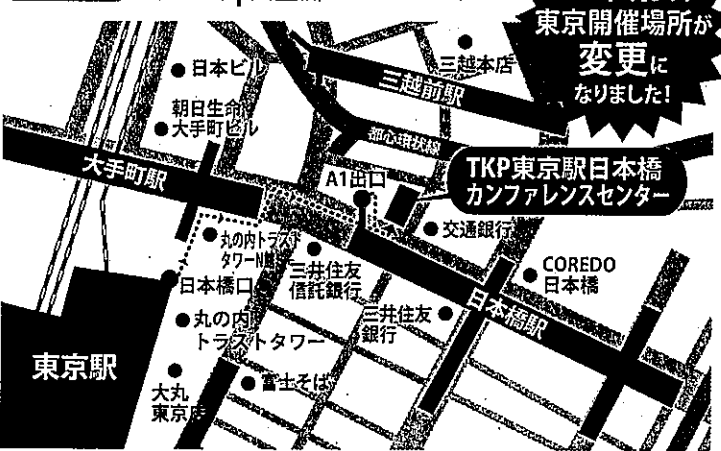 東京開催場所が
変更に
なりました!
日本ビル
三越本店
三越前駅
朝日生命
大手町ビル
都心環状線
大手町駅
A1出口
TKP東京駅日本橋
カンファレンスセンター
丸の内トラスト
タワーN館
三井住友
信託銀行
交通銀行
COREDO
日本橋
日本橋口
日本橋駅
三井住友
銀行
丸の内
トラストタワー
東京駅
大丸
東京店
富士そば